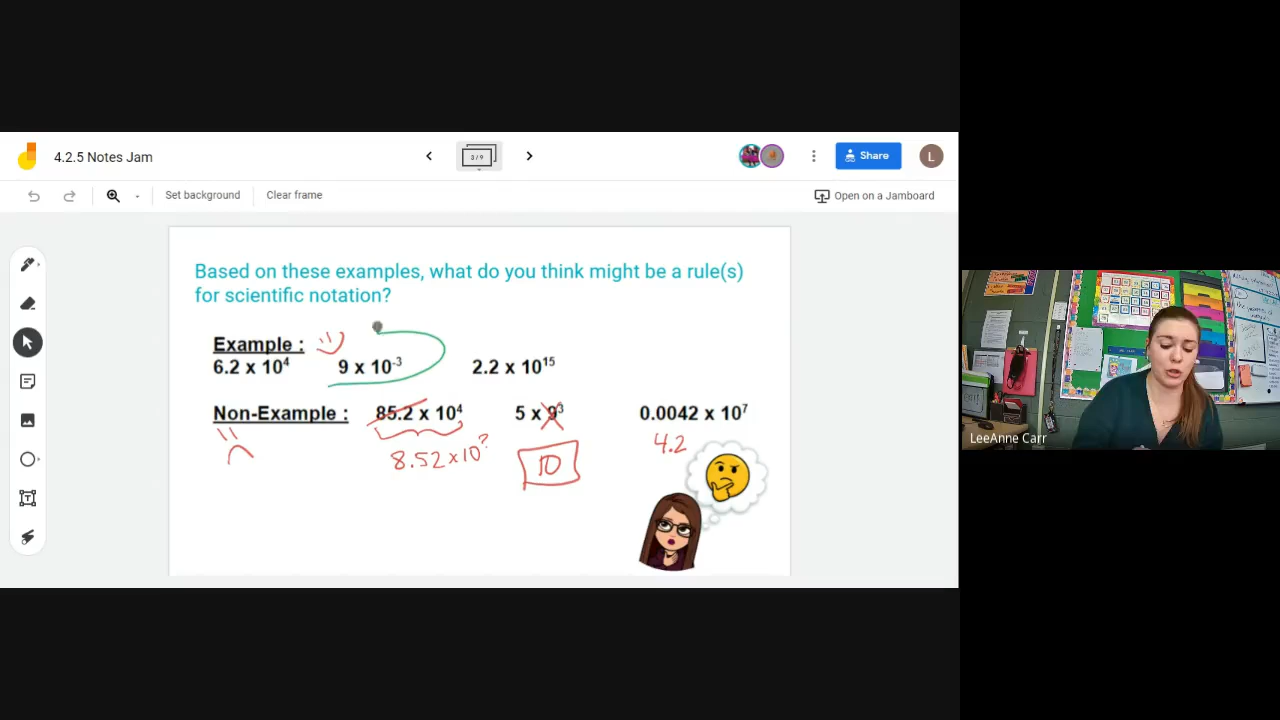 4.2.5 Notes Jam
3/9
Share
L
Set background
Clear frame
Open on a Jamboard
Based on these examples, what do you think might be a rule(s)
for scientific notation?
Example :
6.2 x 10⁴ 9 x 10⁻³ 2.2 x 10¹⁵
Non-Example : 85.2 x 10⁴ 5 x 9³ 0.0042 x 10⁷
8.52 x 10? 10 4.2
LeeAnne Carr